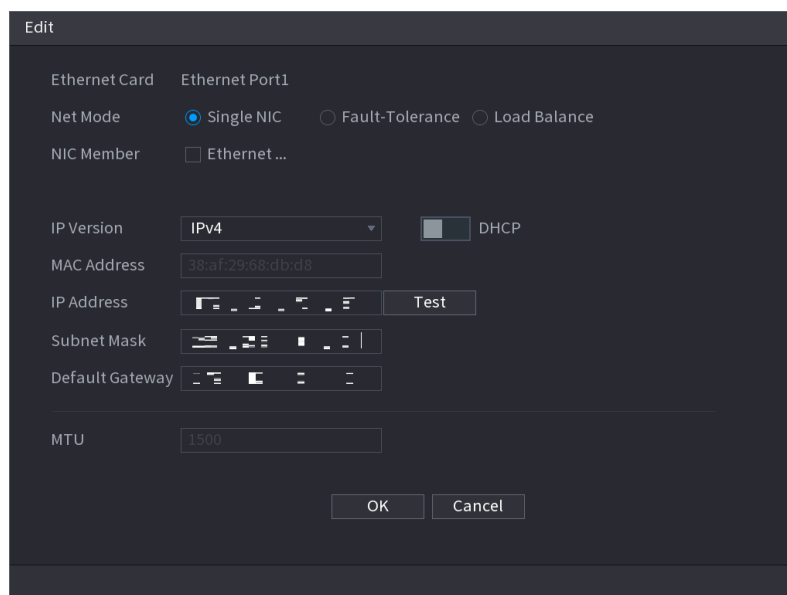 Edit
Ethernet Card Ethernet Port1
Net Mode Single NIC Fault-Tolerance Load Balance
NIC Member Ethernet ...
IP Version IPv4 DHCP
MAC Address 38:af:29:68:db:d8
IP Address Test
Subnet Mask
Default Gateway
MTU 1500
OK Cancel